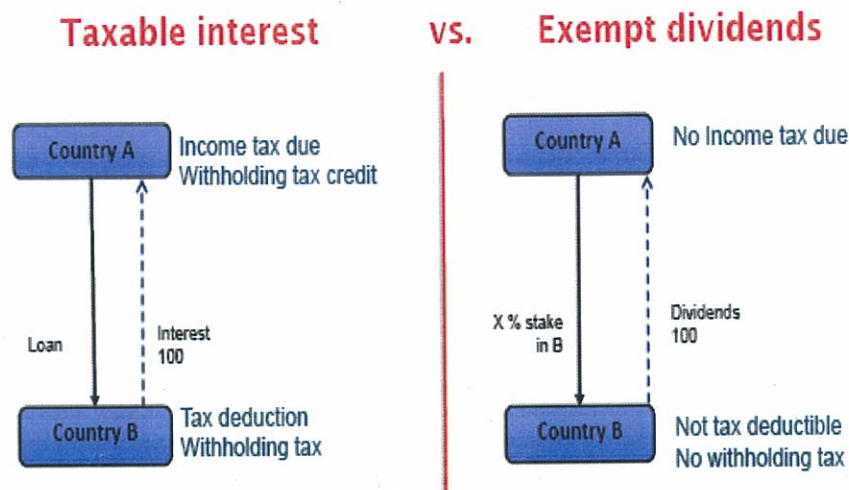 Taxable interest
vs.
Exempt dividends
Country A
Income tax due
Withholding tax credit
Loan
Interest
100
Country B
Tax deduction
Withholding tax
Country A
No Income tax due
X % stake
in B
Dividends
100
Country B
Not tax deductible
No withholding tax